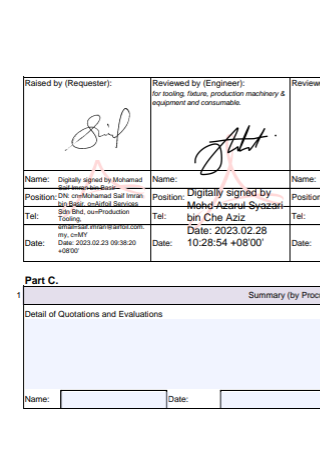 Raised by (Requester):
Reviewed by (Engineer):
for tooling, fixture, production machinery &
equipment and consumable.
Review
Name:
Digitally signed by Mohamad
Saif Imran bin Basir
Position:
DN: cn=Mohamad Saif Imran
bin Basir, o=Airfoil Services
Sdn Bhd, ou=Production
Tel:
Tooling,
email=saif.imran@airfoil.com.
my, c=MY
Date:
Date: 2023.02.23 09:38:20
+08'00'
Name:
Position:
Digitally signed by
Mohd Azarul Syazari
Tel:
bin Che Aziz
Date: 2023.02.28
Date:
10:28:54 +08'00'
Name:
Position
Tel:
Date:
Part C.
1
Summary (by Proc
Detail of Quotations and Evaluations
Name:
Date: